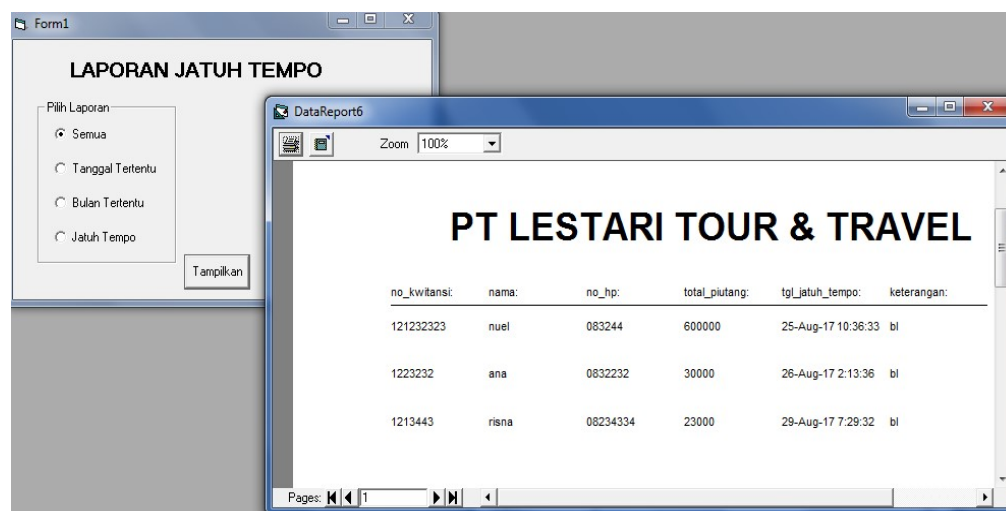 Form1
LAPORAN JATUH TEMPO
Pilih Laporan
Semua
Tanggal Tertentu
Bulan Tertentu
Jatuh Tempo
Tampilkan
DataReport6
Zoom 100%
PT LESTARI TOUR & TRAVEL
no_kwitansi: nama: no_hp: total_piutang: tgl_jatuh_tempo: keterangan:
121232323 nuel 083244 600000 25-Aug-17 10:36:33 bl
1223232 ana 0832232 30000 26-Aug-17 2:13:36 bl
1213443 risna 08234334 23000 29-Aug-17 7:29:32 bl
Pages: 1